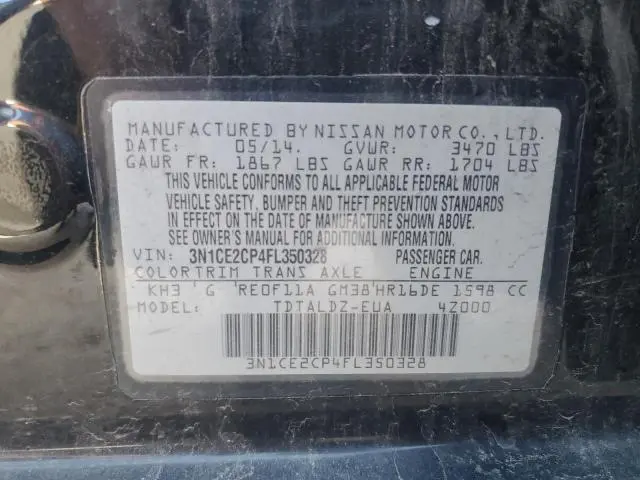 MANUFACTURED BY NISSAN MOTOR CO., LTD.
DATE: 05/14. GVWR: 3470 LBS
GAWR FR: 1867 LBS GAWR RR: 1704 LBS
THIS VEHICLE CONFORMS TO ALL APPLICABLE FEDERAL MOTOR
VEHICLE SAFETY, BUMPER AND THEFT PREVENTION STANDARDS
IN EFFECT ON THE DATE OF MANUFACTURE SHOWN ABOVE.
SEE OWNER'S MANUAL FOR ADDITIONAL INFORMATION.
VIN: 3N1CE2CP4FL350328 PASSENGER CAR.
COLOR TRIM TRANS AXLE ENGINE
KH3 'G 'RE0F11A GM38'HR16DE 1598 CC
MODEL TDTALDZ-EUA 4Z000
3N1CE2CP4FL350328